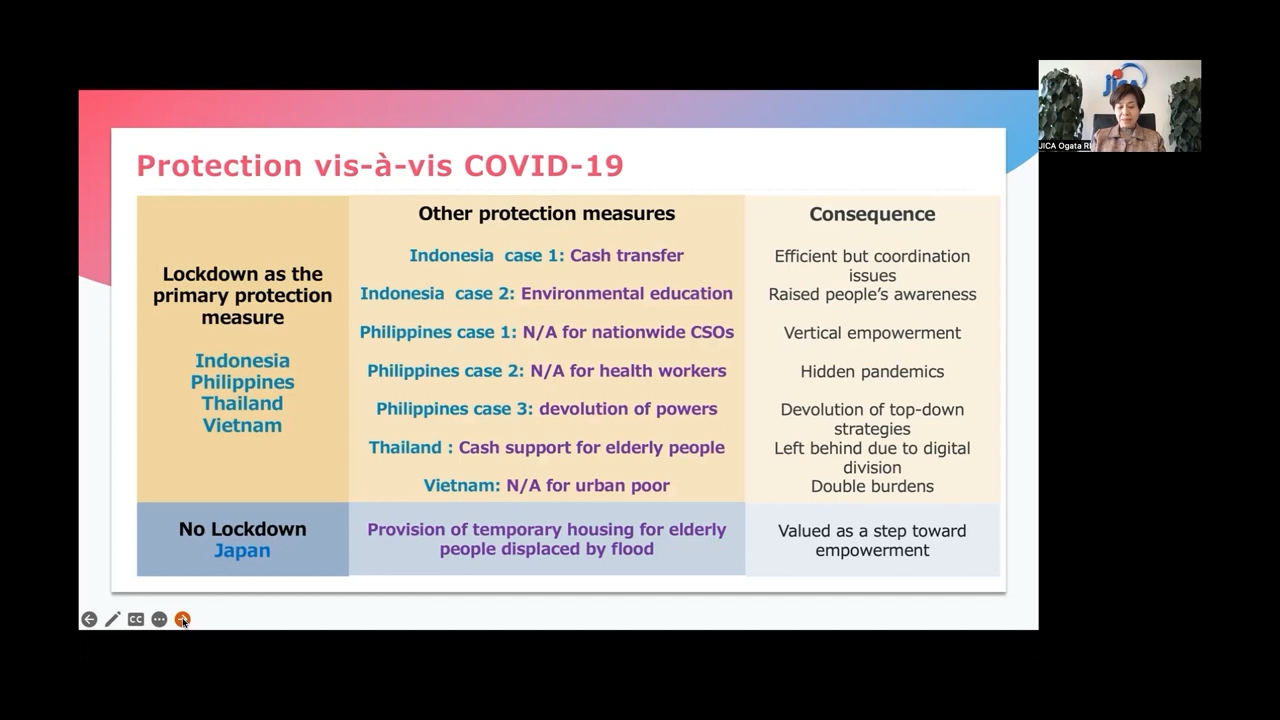 Protection vis-à-vis COVID-19
Lockdown as the
primary protection
measure
Indonesia
Philippines
Thailand
Vietnam
Other protection measures
Indonesia case 1: Cash transfer
Indonesia case 2: Environmental education
Philippines case 1: N/A for nationwide CSOs
Philippines case 2: N/A for health workers
Philippines case 3: devolution of powers
Thailand : Cash support for elderly people
Vietnam: N/A for urban poor
Consequence
Efficient but coordination
issues
Raised people’s awareness
Vertical empowerment
Hidden pandemics
Devolution of top-down
strategies
Left behind due to digital
division
Double burdens
No Lockdown
Japan
Provision of temporary housing for elderly
people displaced by flood
Valued as a step toward
empowerment
CC
JICA
JICA Ogata RI